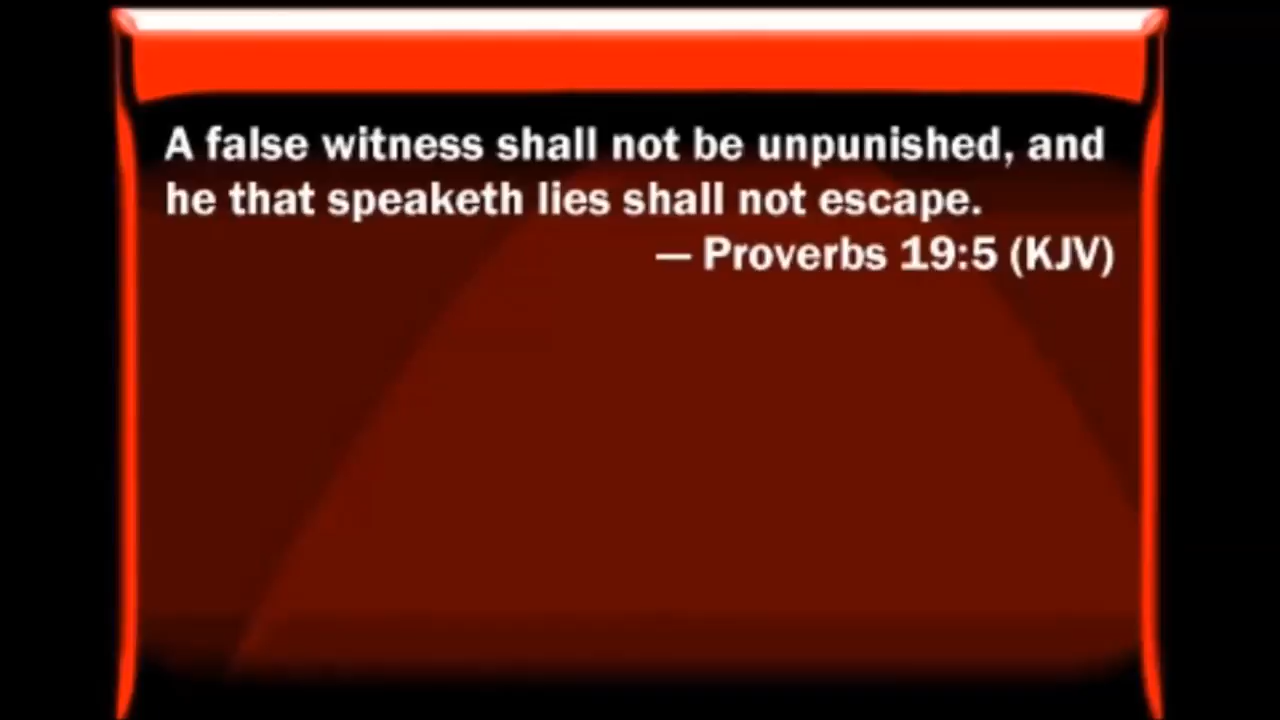 A false witness shall not be unpunished, and
he that speaketh lies shall not escape.
— Proverbs 19:5 (KJV)